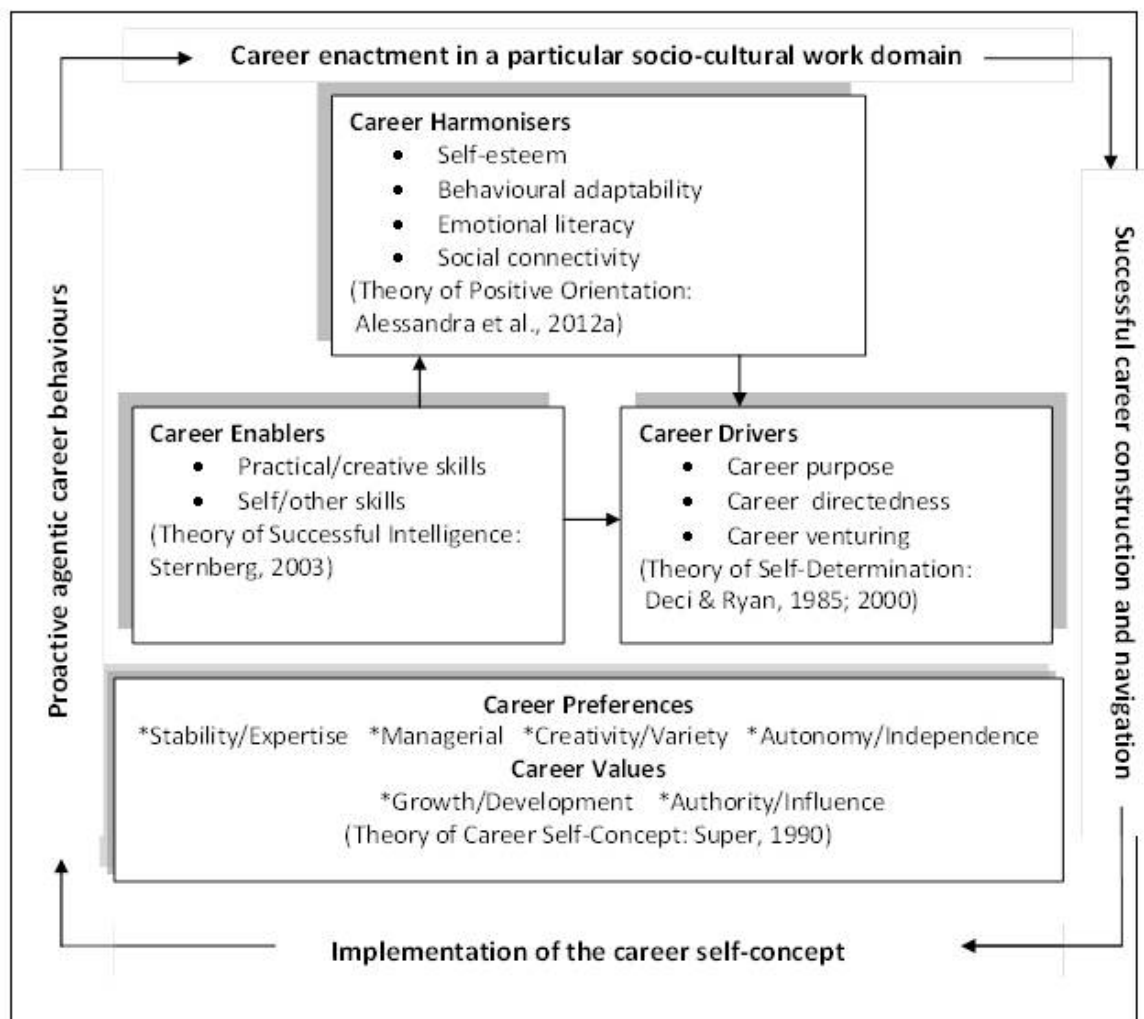 Career enactment in a particular socio-cultural work domain
Career Harmonisers
• Self-esteem
• Behavioural adaptability
• Emotional literacy
• Social connectivity
(Theory of Positive Orientation:
Alessandra et al., 2012a)
Proactive agentic career behaviours
Successful career construction and navigation
Career Enablers
• Practical/creative skills
• Self/other skills
(Theory of Successful Intelligence:
Sternberg, 2003)
Career Drivers
• Career purpose
• Career directedness
• Career venturing
(Theory of Self-Determination:
Deci & Ryan, 1985; 2000)
Career Preferences
*Stability/Expertise *Managerial *Creativity/Variety *Autonomy/Independence
Career Values
*Growth/Development *Authority/Influence
(Theory of Career Self-Concept: Super, 1990)
Implementation of the career self-concept